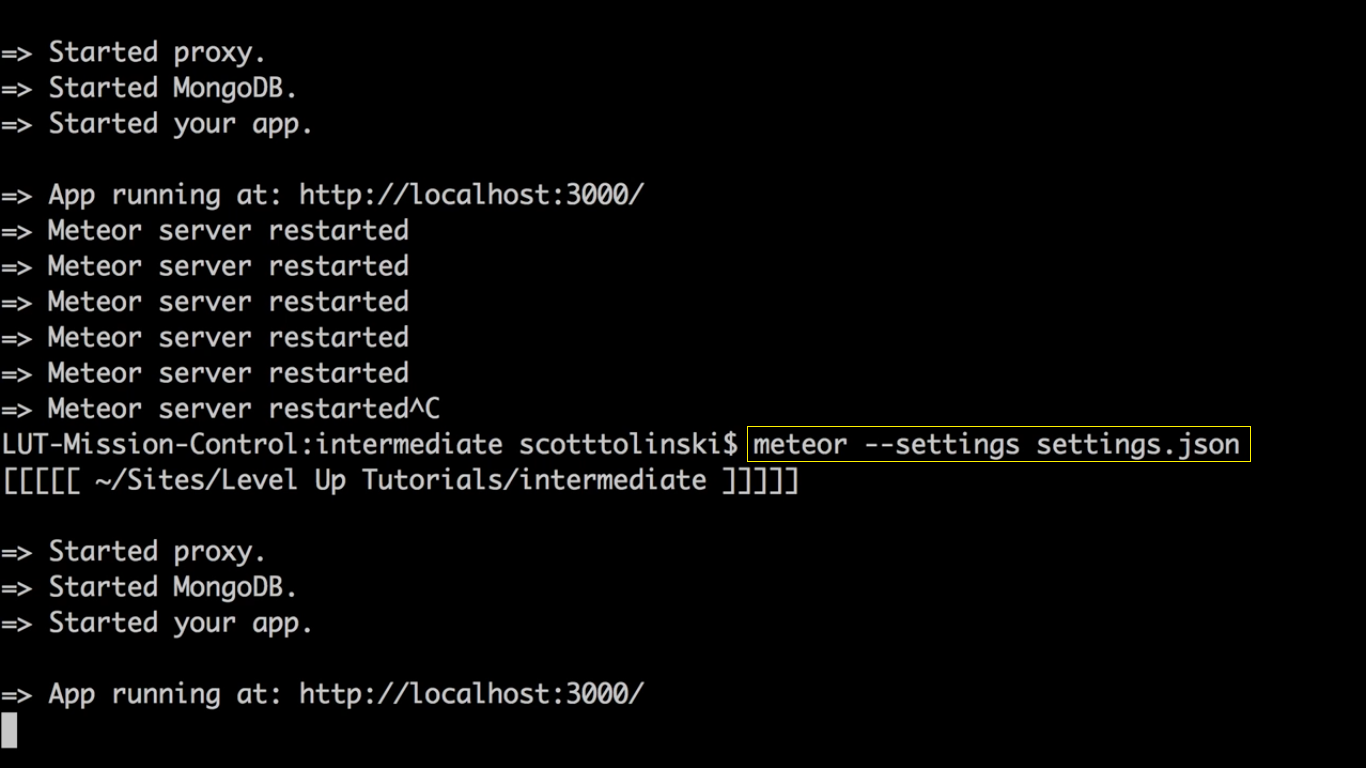 => Started proxy.
=> Started MongoDB.
=> Started your app.
=> App running at: http://localhost:3000/
=> Meteor server restarted
=> Meteor server restarted
=> Meteor server restarted
=> Meteor server restarted
=> Meteor server restarted
=> Meteor server restarted^C
LUT-Mission-Control:intermediate scotttolinski$ meteor --settings settings.json
[[[[[ ~/Sites/Level Up Tutorials/intermediate ]]]]]
=> Started proxy.
=> Started MongoDB.
=> Started your app.
=> App running at: http://localhost:3000/